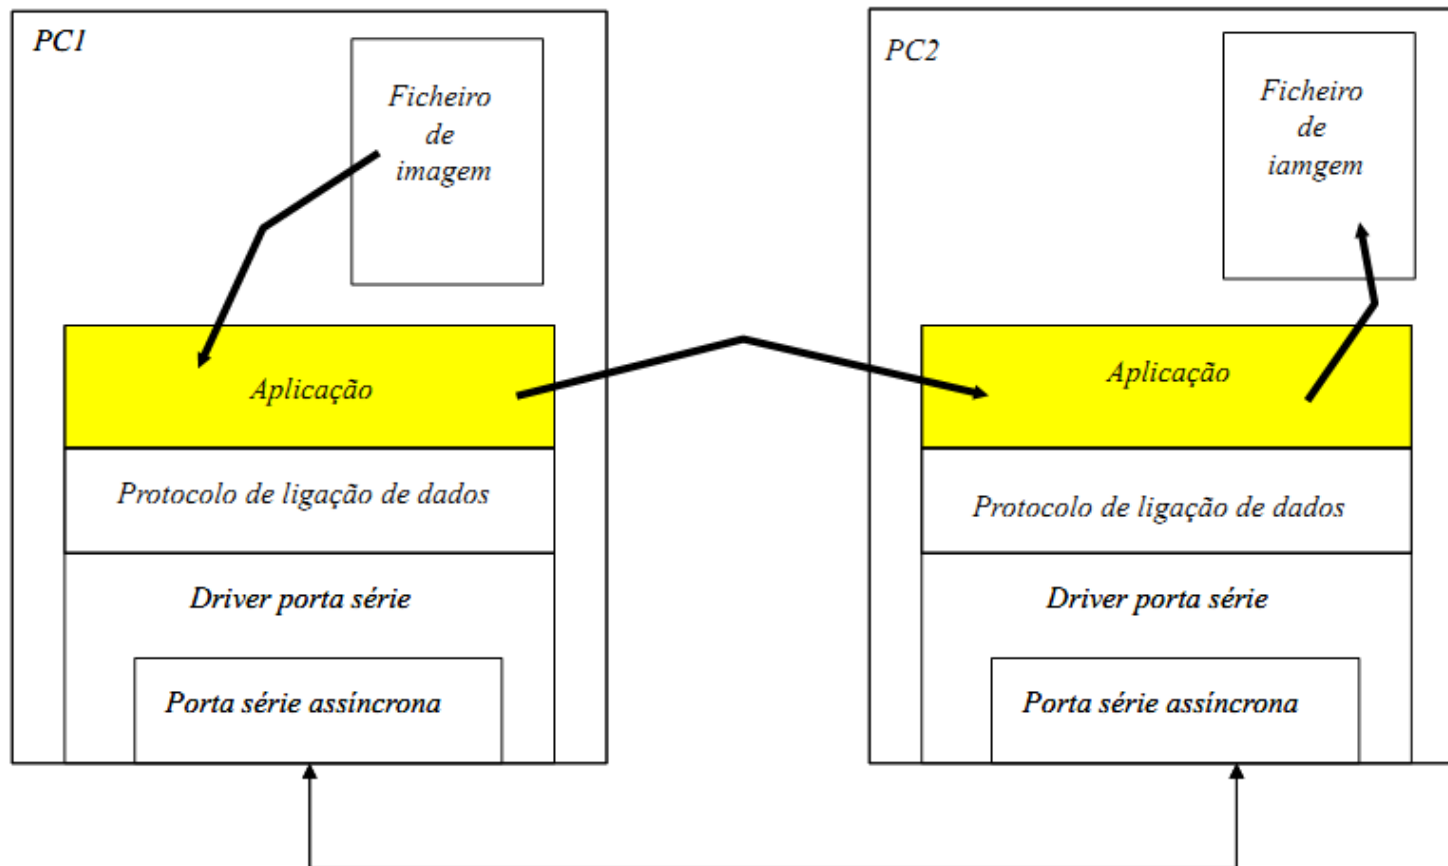 PC1
Ficheiro
de
imagem
Aplicação
Protocolo de ligação de dados
Driver porta série
Porta série assíncrona
PC2
Ficheiro
de
iamgem
Aplicação
Protocolo de ligação de dados
Driver porta série
Porta série assíncrona